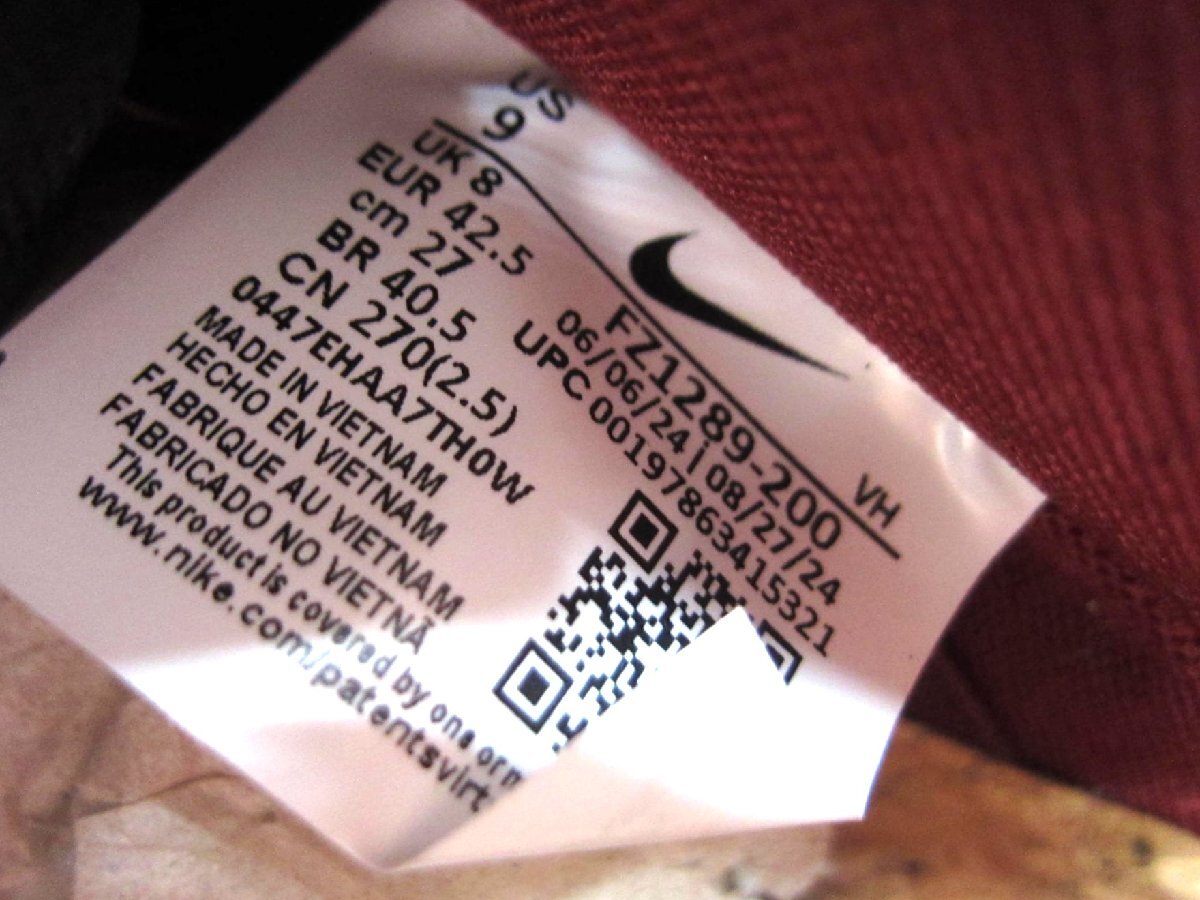 US
9
UK 8
EUR 42.5
cm 27
BR 40.5
CN 270(2.5)
0447EHAA7TH0W
MADE IN VIETNAM
HECHO EN VIETNAM
FABRIQUE AU VIETNAM
FABRICADO NO VIETNÃ
This product is covered by one or m
www.nike.com/patentsvirt
VH
FZ1289-200
06/06/24 | 08/27/24
UPC 00197863415321